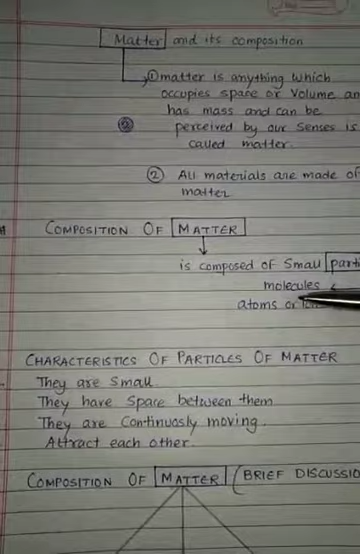 Matter and its composition
① matter is anything which
occupies space or Volume an
has mass and can be
② perceived by our Senses is
called matter.
② All materials are made of
matter
COMPOSITION OF MATTER
is composed of Small parti
molecules
atoms or
CHARACTERISTICS OF PARTICLES OF MATTER
They are Small
They have Space between them
They are Continuosly moving.
Attract each other.
COMPOSITION OF MATTER (BRIEF DISCUSSIO